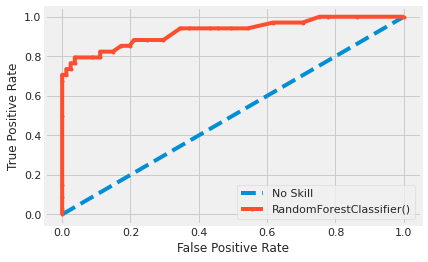 1.0
0.8
0.6
0.4
0.2
0.0
True Positive Rate
0.0 0.2 0.4 0.6 0.8 1.0
False Positive Rate
No Skill
RandomForestClassifier()